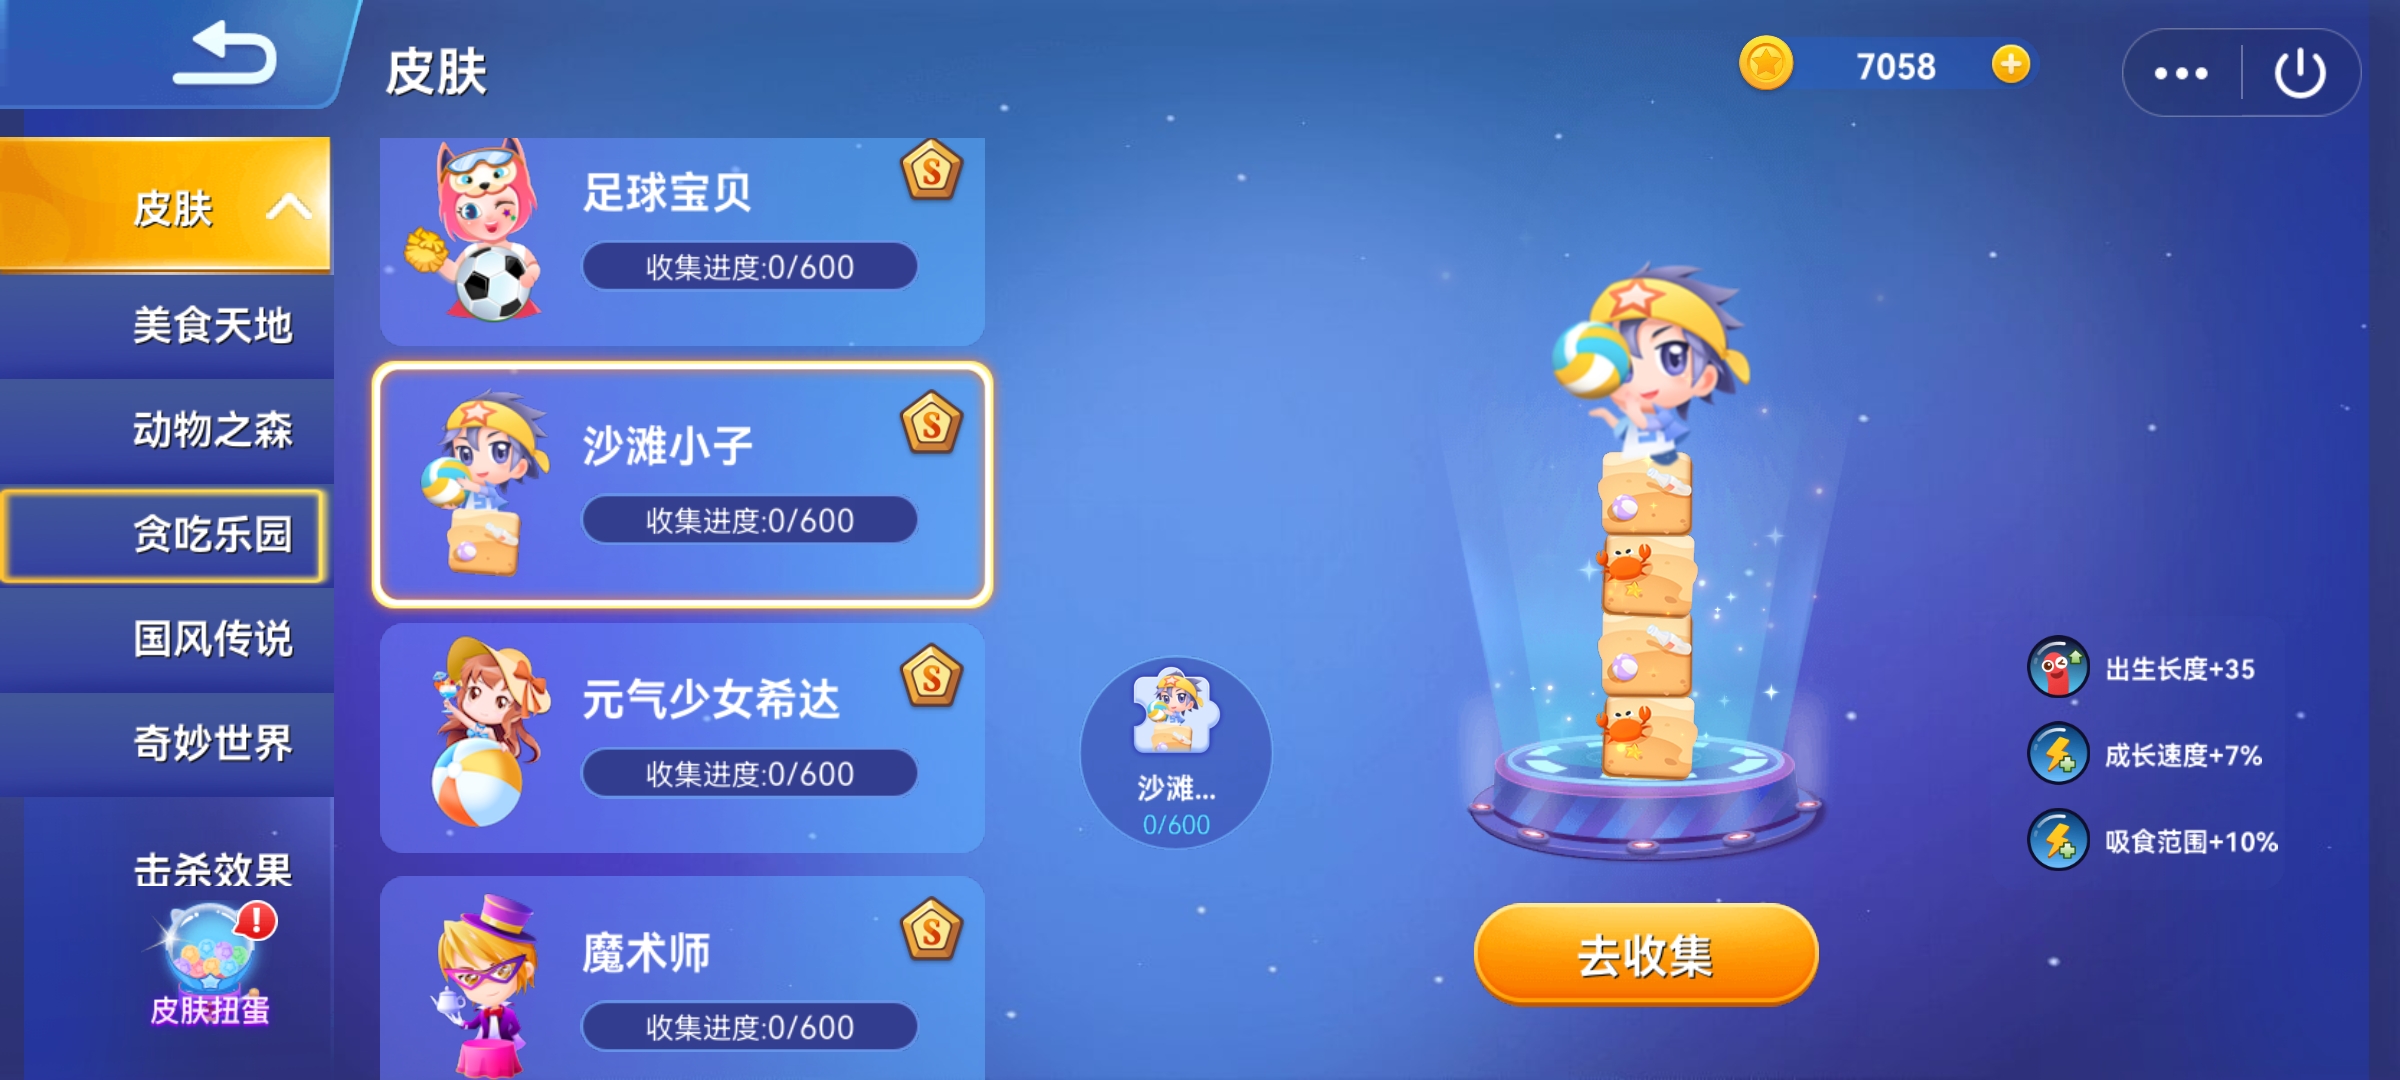 皮肤
7058
皮肤
美食天地
动物之森
贪吃乐园
国风传说
奇妙世界
击杀效果
皮肤扭蛋
足球宝贝
S
收集进度:0/600
沙滩小子
S
收集进度:0/600
元气少女希达
S
收集进度:0/600
魔术师
S
收集进度:0/600
沙滩...
0/600
出生长度+35
成长速度+7%
吸食范围+10%
去收集